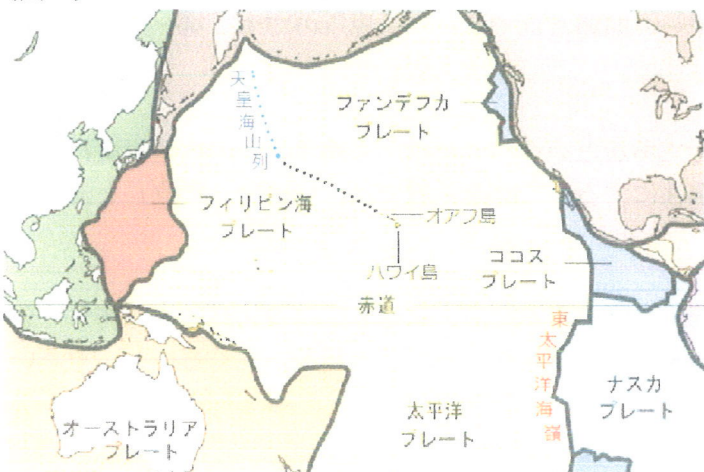 天皇海山列
ファンデフカ
プレート
フィリピン海
プレート
オアフ島
ハワイ島
ココス
プレート
赤道
東太平洋海嶺
ナスカ
プレート
太平洋
プレート
オーストラリア
プレート